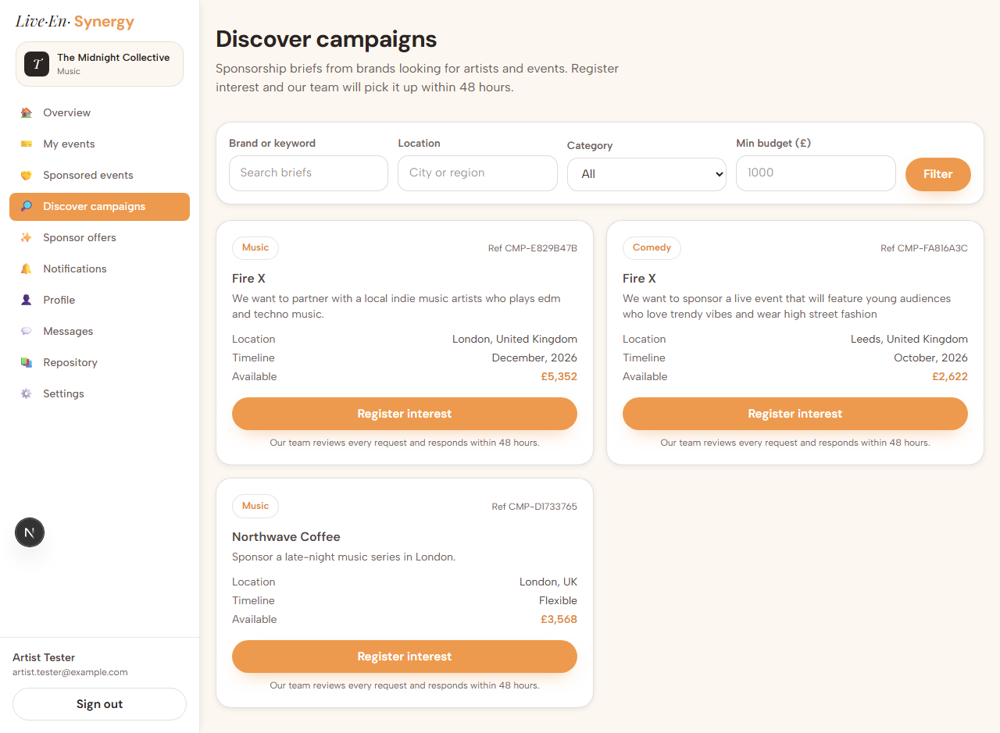 Live·En· Synergy
T
The Midnight Collective
Music
Overview
My events
Sponsored events
Discover campaigns
Sponsor offers
Notifications
Profile
Messages
Repository
Settings
N
Artist Tester
artist.tester@example.com
Sign out
Discover campaigns
Sponsorship briefs from brands looking for artists and events. Register
interest and our team will pick it up within 48 hours.
Brand or keyword
Search briefs
Location
City or region
Category
All
Min budget (£)
1000
Filter
Music
Ref CMP-E829B47B
Fire X
We want to partner with a local indie music artists who plays edm
and techno music.
Location London, United Kingdom
Timeline December, 2026
Available £5,352
Register interest
Our team reviews every request and responds within 48 hours.
Comedy
Ref CMP-FA816A3C
Fire X
We want to sponsor a live event that will feature young audiences
who love trendy vibes and wear high street fashion
Location Leeds, United Kingdom
Timeline October, 2026
Available £2,622
Register interest
Our team reviews every request and responds within 48 hours.
Music
Ref CMP-D1733765
Northwave Coffee
Sponsor a late-night music series in London.
Location London, UK
Timeline Flexible
Available £3,568
Register interest
Our team reviews every request and responds within 48 hours.